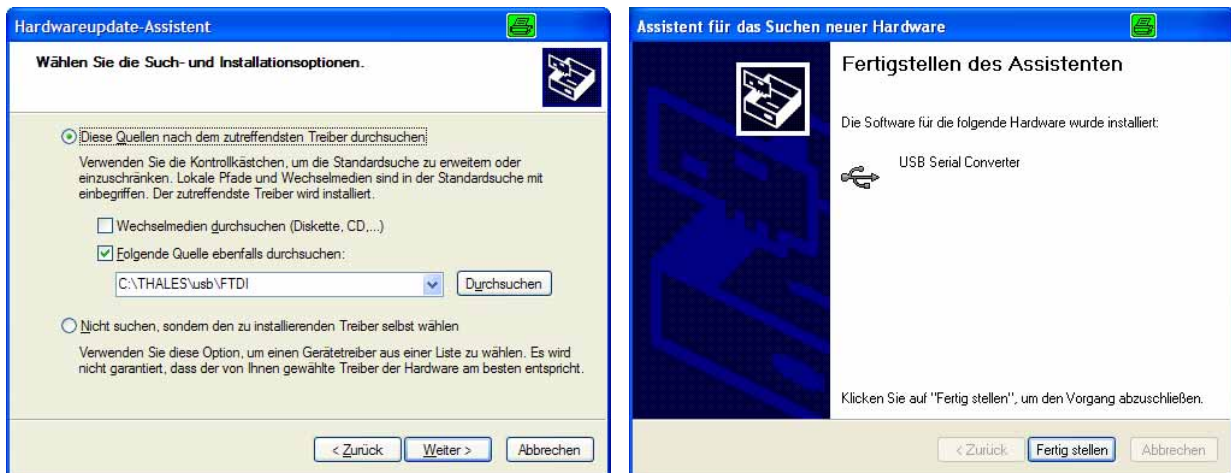 Hardwareupdate-Assistent
Wählen Sie die Such- und Installationsoptionen.
Diese Quellen nach dem zutreffendsten Treiber durchsuchen
Verwenden Sie die Kontrollkästchen, um die Standardsuche zu erweitern oder
einzuschränken. Lokale Pfade und Wechselmedien sind in der Standardsuche mit
einbegriffen. Der zutreffendste Treiber wird installiert.
Wechselmedien durchsuchen (Diskette, CD,...)
Folgende Quelle ebenfalls durchsuchen:
C:\THALES\usb\FTDI
Durchsuchen
Nicht suchen, sondern den zu installierenden Treiber selbst wählen
Verwenden Sie diese Option, um einen Gerätetreiber aus einer Liste zu wählen. Es wird
nicht garantiert, dass der von Ihnen gewählte Treiber der Hardware am besten entspricht.
< Zurück Weiter > Abbrechen
Assistent für das Suchen neuer Hardware
Fertigstellen des Assistenten
Die Software für die folgende Hardware wurde installiert:
USB Serial Converter
Klicken Sie auf "Fertig stellen", um den Vorgang abzuschließen.
< Zurück Fertig stellen Abbrechen